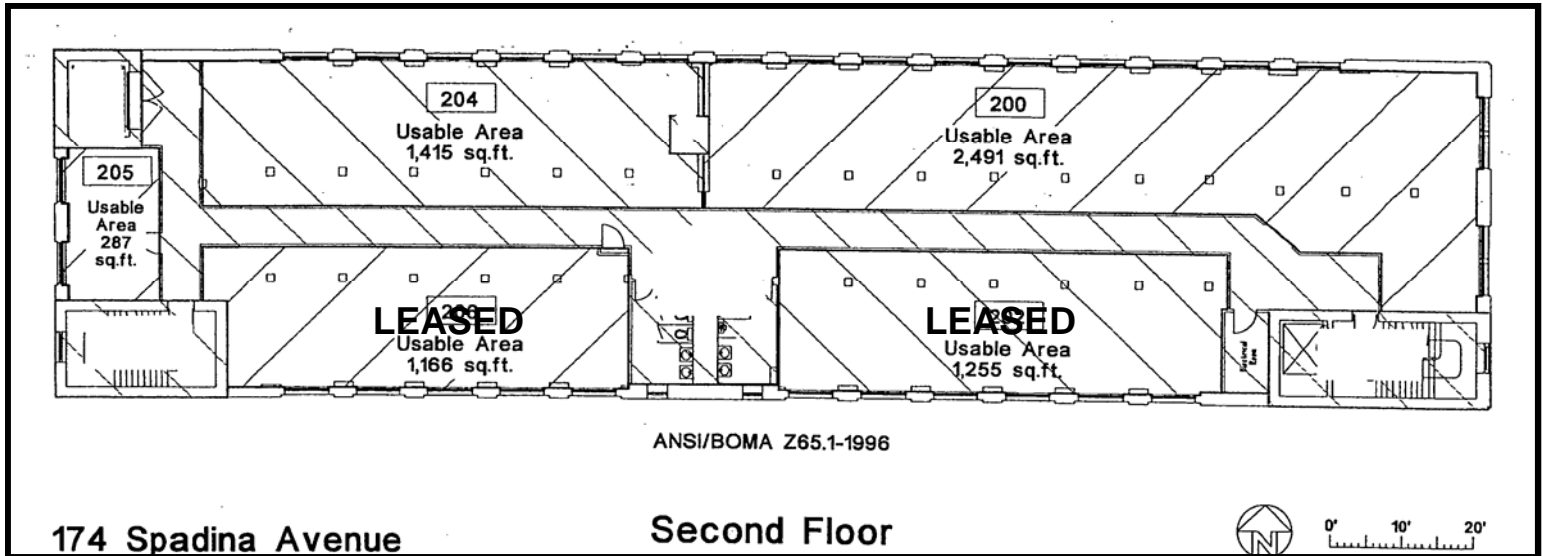 204
Usable Area
1,415 sq.ft.
200
Usable Area
2,491 sq.ft.
205
Usable
Area
287
sq.ft.
LEASED
Usable Area
1,166 sq.ft.
LEASED
Usable Area
1,255 sq.ft.
ANSI/BOMA Z65.1-1996
174 Spadina Avenue
Second Floor
N
0' 10' 20'